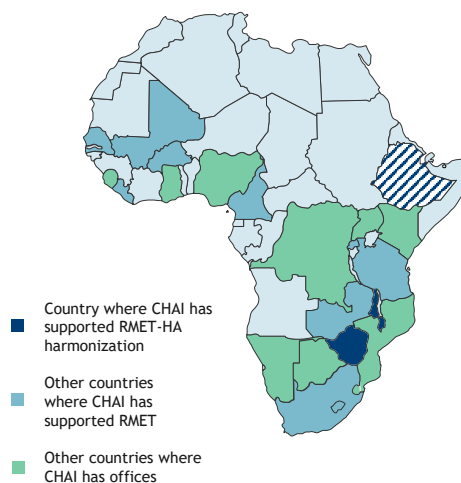 Country where CHAI has
supported RMET-HA
harmonization
Other countries
where CHAI has
supported RMET
Other countries where
CHAI has offices